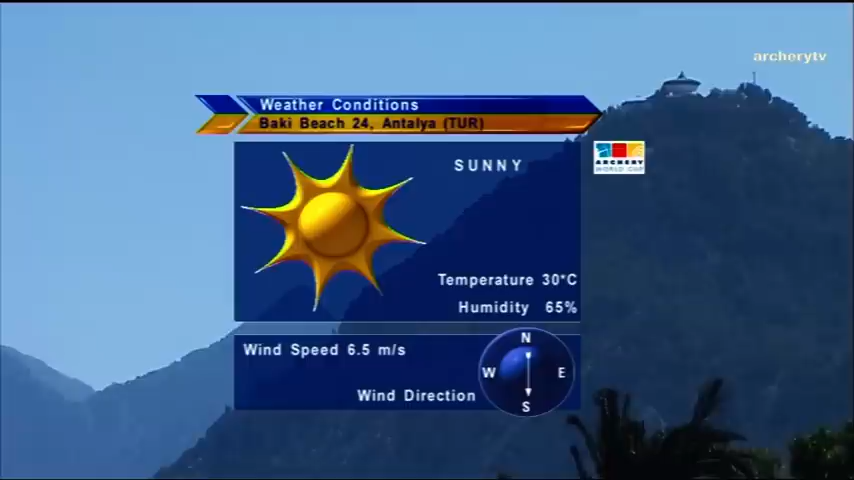 archerytv
Weather Conditions
Baki Beach 24, Antalya (TUR)
SUNNY
ARCHERY
WORLD CUP
Temperature 30*C
Humidity 65%
Wind Speed 6.5 m/s
Wind Direction
N
W E
S